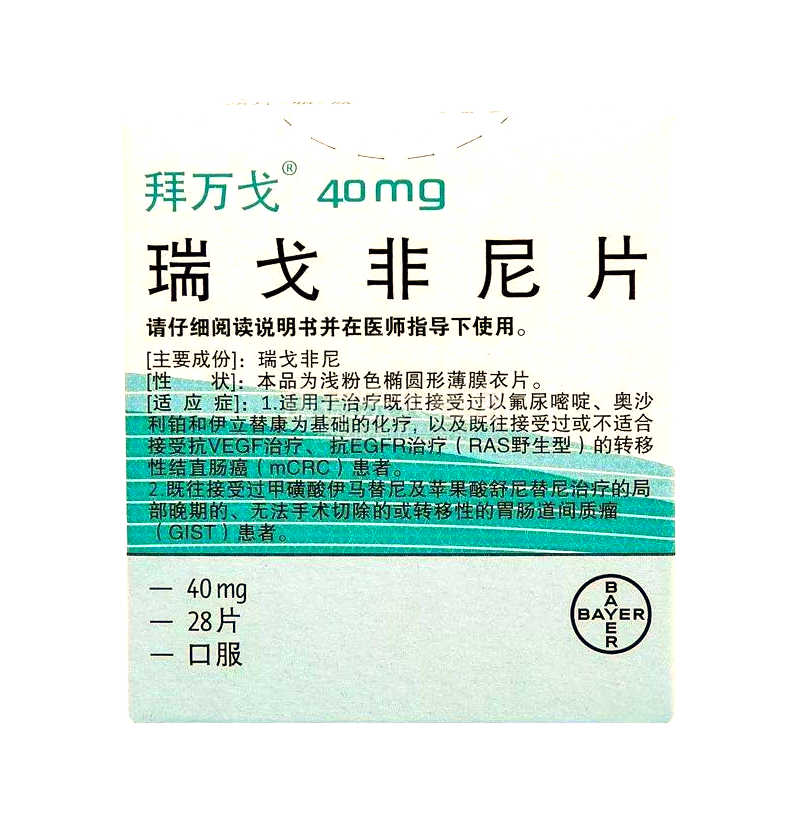 拜万戈® 40mg
瑞戈非尼片
请仔细阅读说明书并在医师指导下使用。
[主要成份]：瑞戈非尼
[性 状]：本品为浅粉色椭圆形薄膜衣片。
[适 应 症]：1.适用于治疗既往接受过以氟尿嘧啶、奥沙
利铂和伊立替康为基础的化疗，以及既往接受过或不适合
接受抗VEGF治疗、抗EGFR治疗（RAS野生型）的转移
性结直肠癌（mCRC）患者。
2.既往接受过甲磺酸伊马替尼及苹果酸舒尼替尼治疗的局
部晚期的、无法手术切除的或转移性的胃肠道间质瘤
（GIST）患者。
— 40mg
— 28片
— 口服
BAYER
BAYER